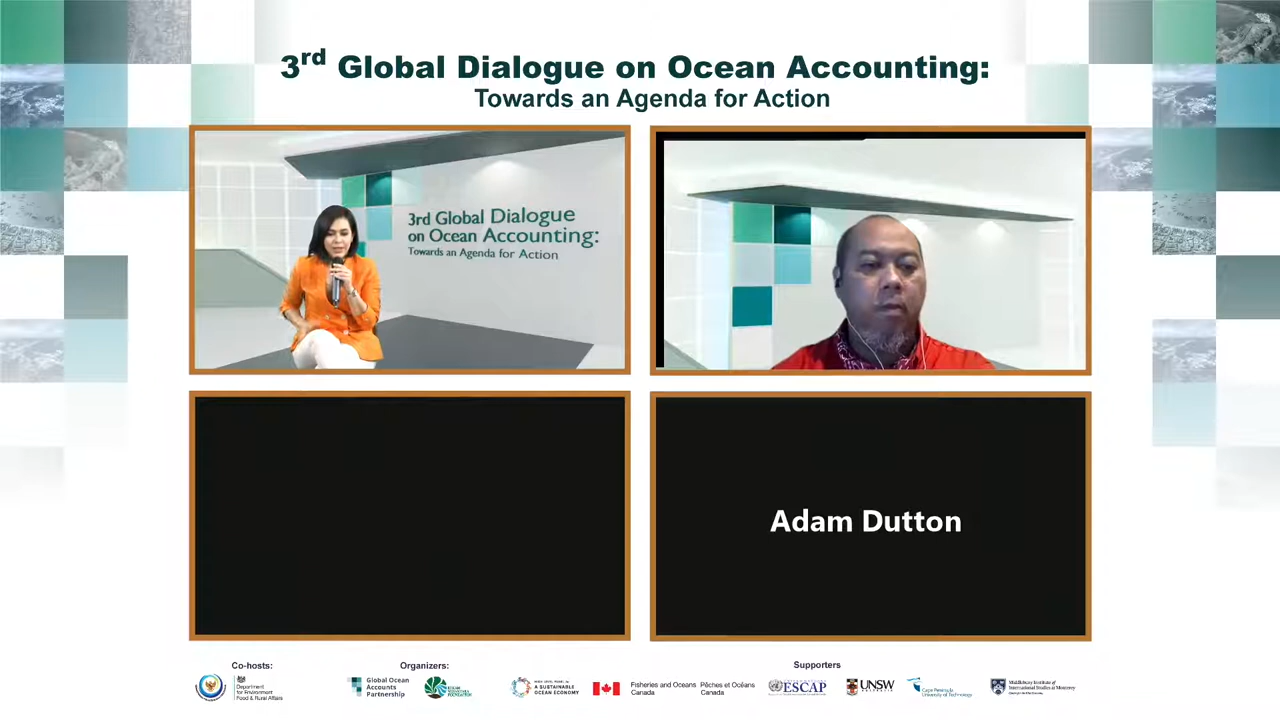 3rd Global Dialogue on Ocean Accounting:
Towards an Agenda for Action
3rd Global Dialogue
on Ocean Accounting:
Towards an Agenda for Action
Adam Dutton
Co-hosts:
Department
for Environment
Food & Rural Affairs
Organizers:
Global Ocean
Accounts
Partnership
Supporters
A SUSTAINABLE
OCEAN ECONOMY
Fisheries and Oceans
Canada
Pêches et Océans
Canada
ESCAP
UNSW
Cape Peninsula
University of Technology
Middlebury Institute of
International Studies at Monterey